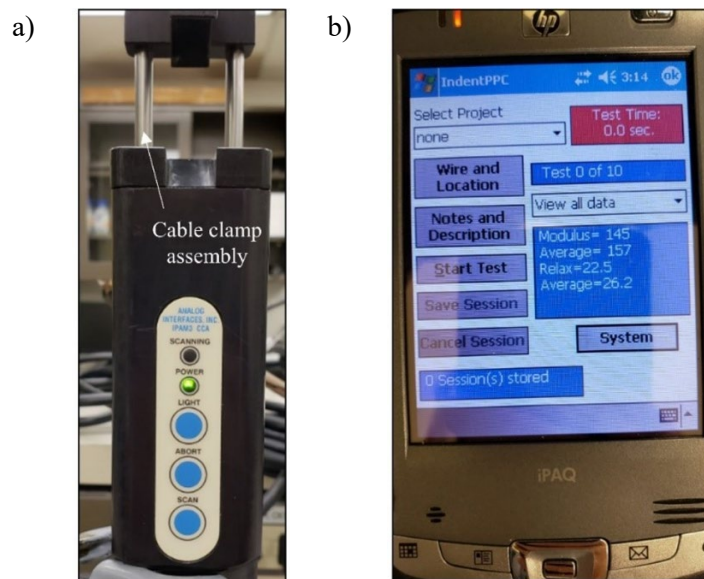 a)
Cable clamp
assembly
ANALOG
INTERFACES, INC.
IPAM3 CCA
SCANNING
POWER
LIGHT
ABORT
SCAN
b)
hp
IndentPPC
3:14
ok
Select Project
Test Time:
0.0 sec.
none
Wire and
Location
Test 0 of 10
View all data
Notes and
Description
Modulus= 145
Average= 157
Relax=22.5
Average=26.2
Start Test
Save Session
Cancel Session
System
0 Session(s) stored
iPAQ